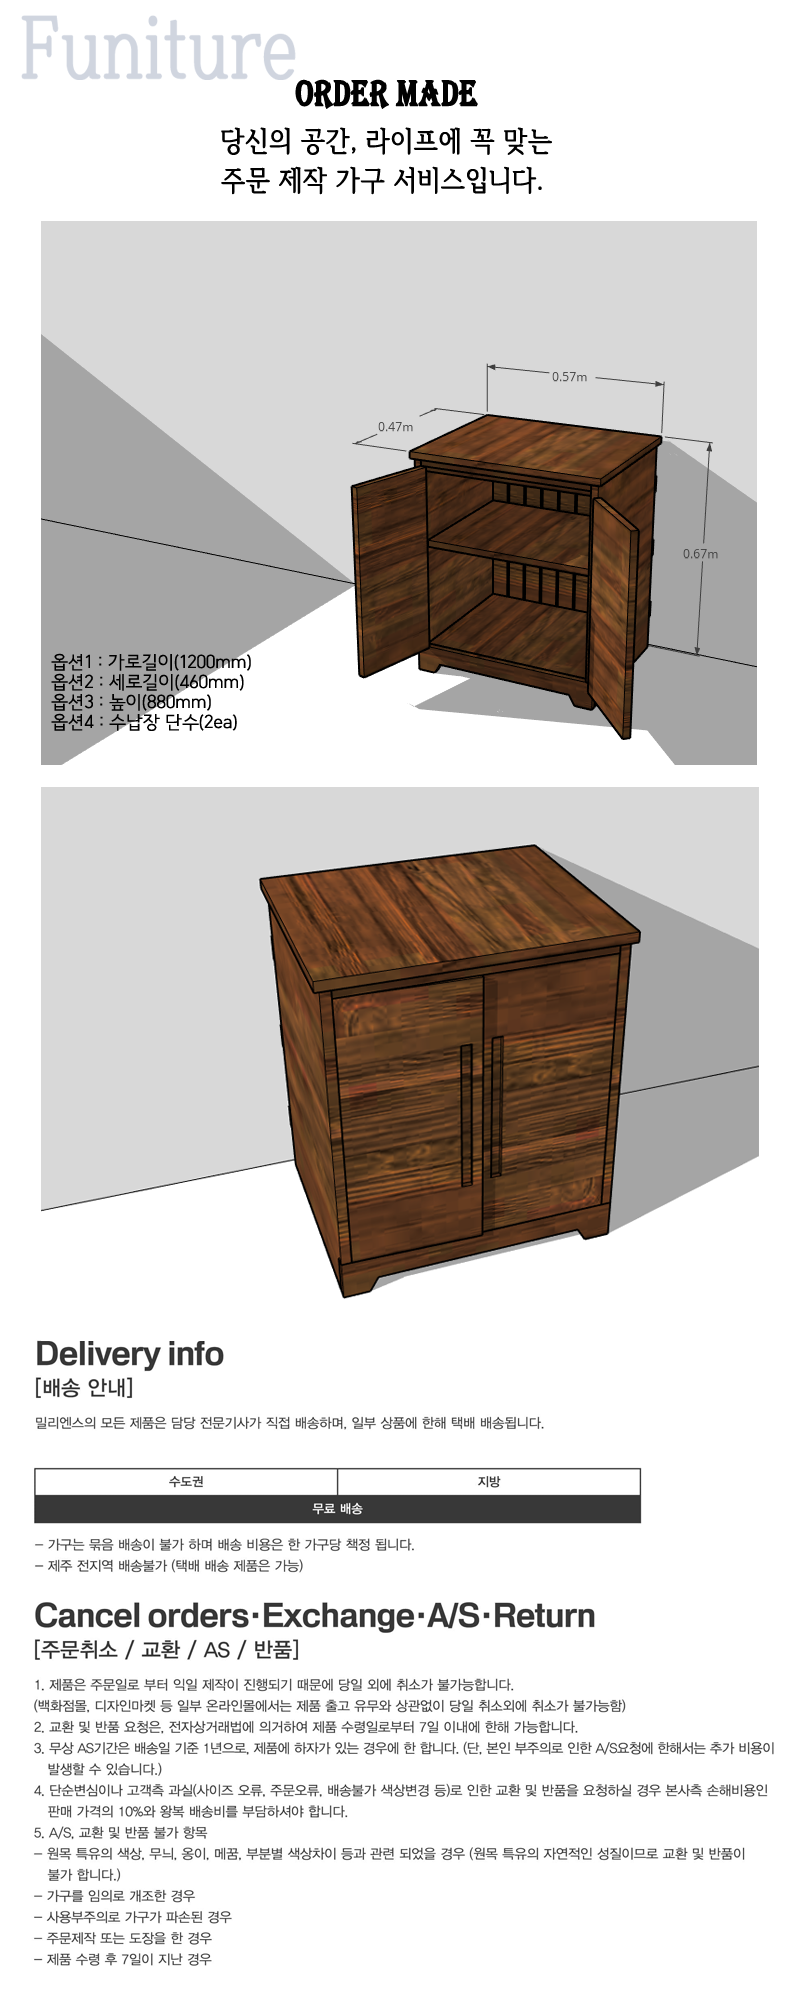 Funiture
ORDER MADE
당신의 공간, 라이프에 꼭 맞는
주문 제작 가구 서비스입니다.
0.57m
0.47m
0.67m
옵션1 : 가로길이(1200mm)
옵션2 : 세로길이(460mm)
옵션3 : 높이(880mm)
옵션4 : 수납장 단수(2ea)
Delivery info
[배송 안내]
밀리엔스의 모든 제품은 담당 전문기사가 직접 배송하며, 일부 상품에 한해 택배 배송됩니다.
수도권 지방
무료 배송
- 가구는 묶음 배송이 불가 하며 배송 비용은 한 가구당 책정 됩니다.
- 제주 전지역 배송불가 (택배 배송 제품은 가능)
Cancel orders·Exchange·A/S·Return
[주문취소 / 교환 / AS / 반품]
1. 제품은 주문일로 부터 익일 제작이 진행되기 때문에 당일 외에 취소가 불가능합니다.
(백화점몰, 디자인마켓 등 일부 온라인몰에서는 제품 출고 유무와 상관없이 당일 취소외에 취소가 불가능함)
2. 교환 및 반품 요청은, 전자상거래법에 의거하여 제품 수령일로부터 7일 이내에 한해 가능합니다.
3. 무상 AS기간은 배송일 기준 1년으로, 제품에 하자가 있는 경우에 한 합니다. (단, 본인 부주의로 인한 A/S요청에 한해서는 추가 비용이
발생할 수 있습니다.)
4. 단순변심이나 고객측 과실(사이즈 오류, 주문오류, 배송불가 색상변경 등)로 인한 교환 및 반품을 요청하실 경우 본사측 손해비용인
판매 가격의 10%와 왕복 배송비를 부담하셔야 합니다.
5. A/S, 교환 및 반품 불가 항목
- 원목 특유의 색상, 무늬, 옹이, 메꿈, 부분별 색상차이 등과 관련 되었을 경우 (원목 특유의 자연적인 성질이므로 교환 및 반품이
불가 합니다.)
- 가구를 임의로 개조한 경우
- 사용부주의로 가구가 파손된 경우
- 주문제작 또는 도장을 한 경우
- 제품 수령 후 7일이 지난 경우